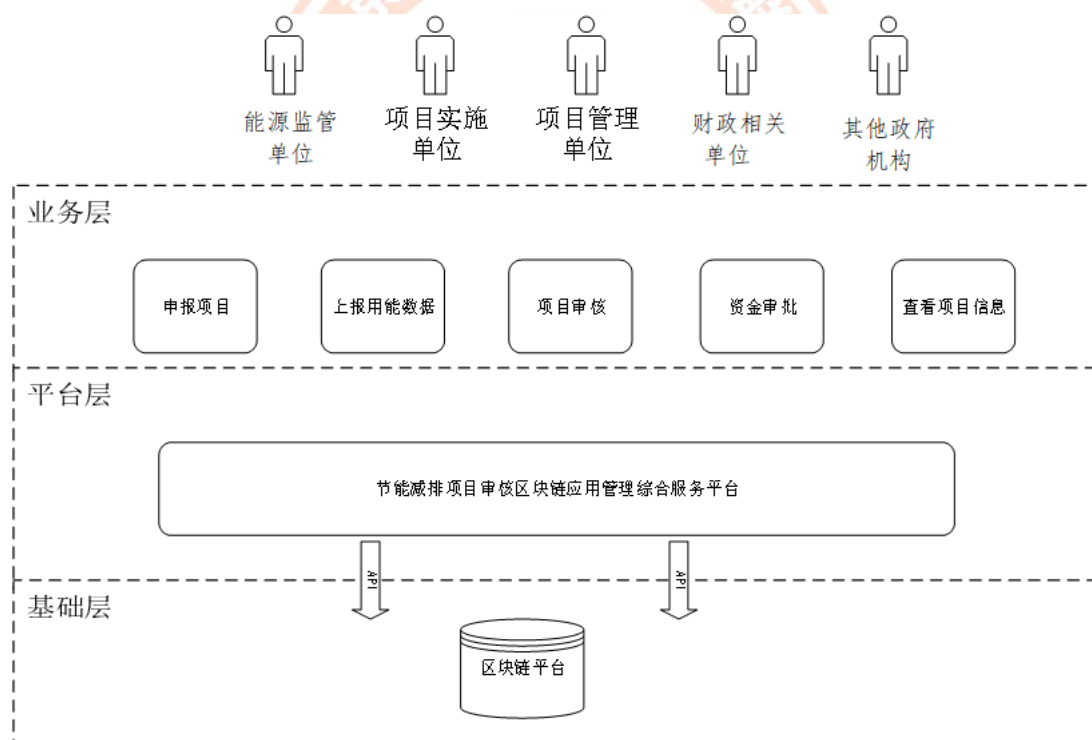 能源监管
单位
项目实施
单位
项目管理
单位
财政相关
单位
其他政府
机构
业务层
申报项目
上报用能数据
项目审核
资金审批
查看项目信息
平台层
节能减排项目审核区块链应用管理综合服务平台
API
API
基础层
区块链平台